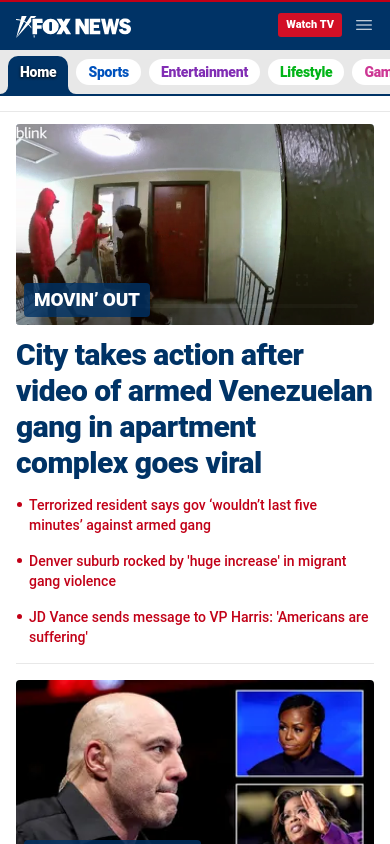 FOX NEWS
Watch TV
Home
Sports
Entertainment
Lifestyle
Gam
blink
MOVIN' OUT
City takes action after
video of armed Venezuelan
gang in apartment
complex goes viral
• Terrorized resident says gov ‘wouldn’t last five
minutes’ against armed gang
• Denver suburb rocked by 'huge increase' in migrant
gang violence
• JD Vance sends message to VP Harris: 'Americans are
suffering'